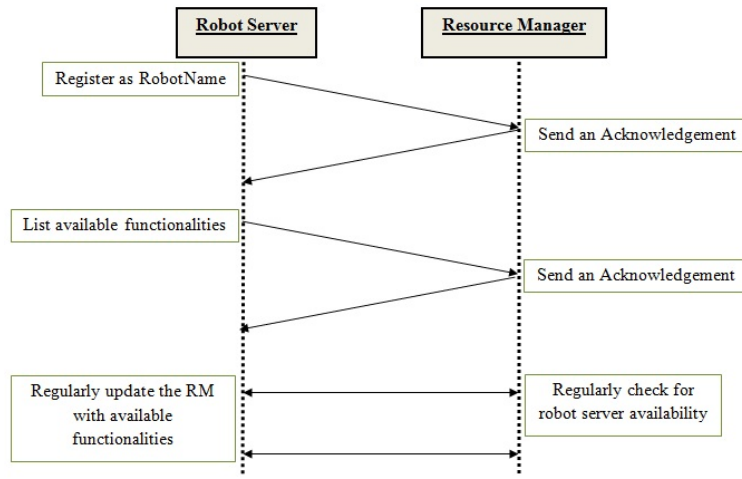 Robot Server
Resource Manager
Register as RobotName
Send an Acknowledgement
List available functionalities
Send an Acknowledgement
Regularly update the RM
with available
functionalities
Regularly check for
robot server availability